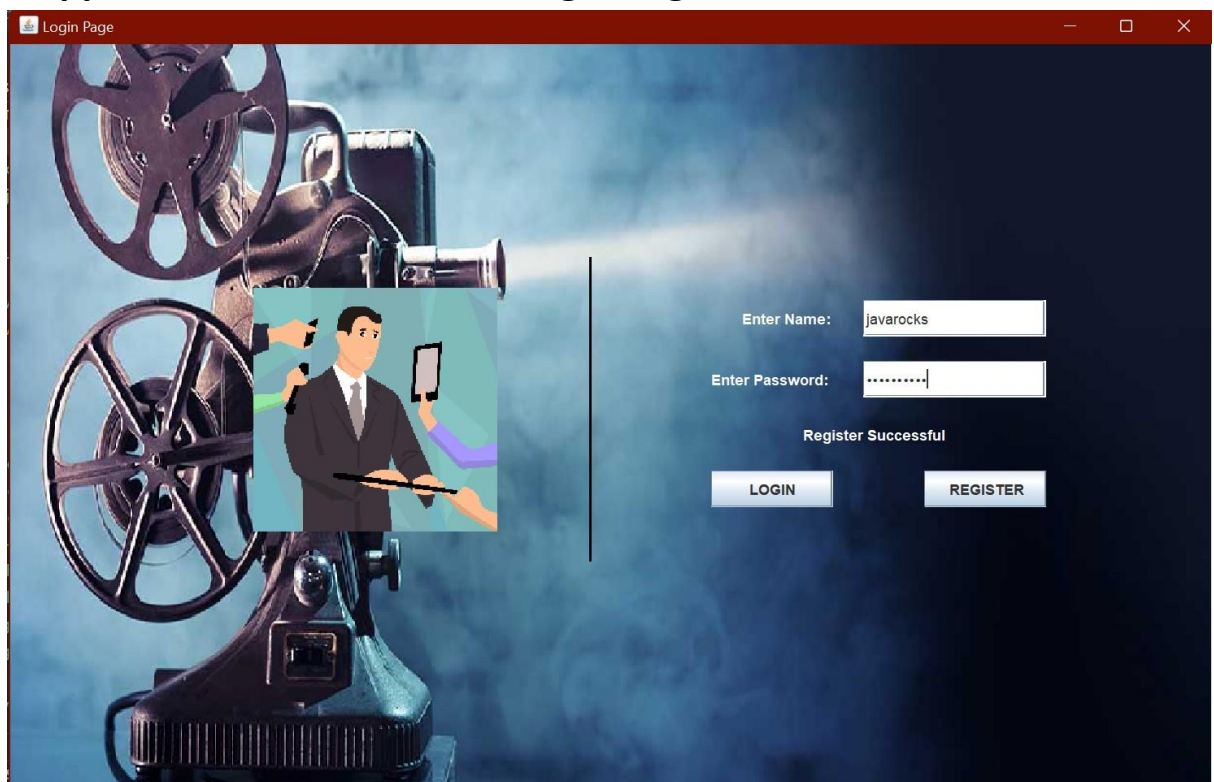 Login Page
Enter Name: javarocks
Enter Password: ••••••••••
Register Successful
LOGIN REGISTER